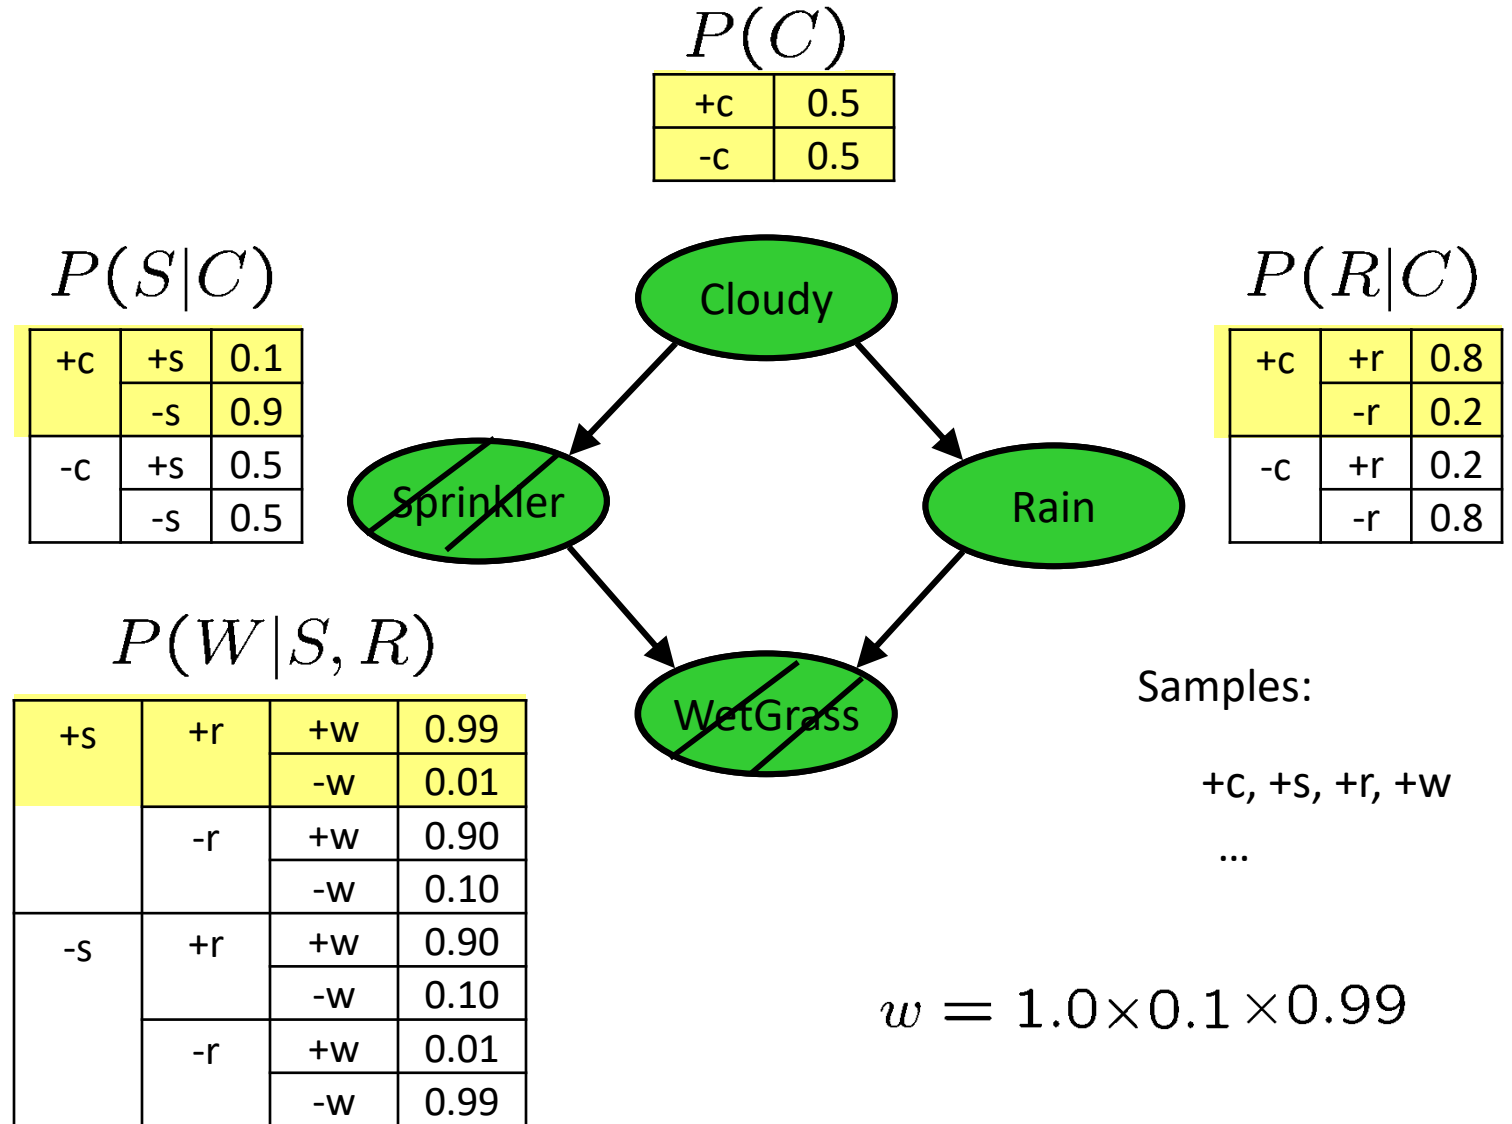 P(C)
+c 0.5
-c 0.5
P(S|C)
+c +s 0.1
-s 0.9
-c +s 0.5
-s 0.5
Cloudy
P(R|C)
+c +r 0.8
-r 0.2
-c +r 0.2
-r 0.8
Sprinkler
Rain
P(W|S, R)
+s +r +w 0.99
-w 0.01
-r +w 0.90
-w 0.10
-s +r +w 0.90
-w 0.10
-r +w 0.01
-w 0.99
WetGrass
Samples:
+c, +s, +r, +w
...
w = 1.0×0.1×0.99